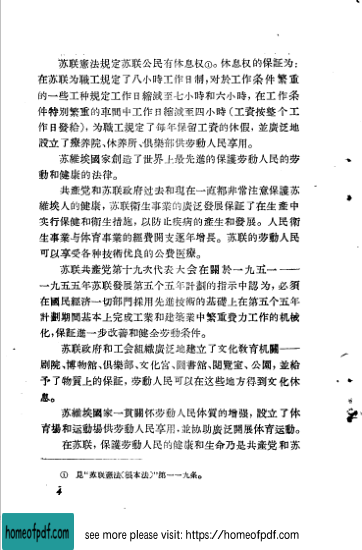 苏联憲法規定苏联公民有休息权①。休息权的保証为：
在苏联为職工規定了八小時工作日制，对於工作条件繁重
的一些工种規定工作日縮減至七小時和六小時，在工作条
件特別繁重的車間中工作日縮減至四小時（工資按整个工
作日發給），为職工規定了每年保留工資的休假，並廣泛地
設立了療养院、休养所、俱樂部供劳动人民享用。
苏維埃國家創造了世界上最先進的保護劳动人民的劳
動和健康的法律。
共產党和苏联政府过去和現在一直都非常注意保護苏
維埃人的健康，苏联衛生事業的廣泛發展保証了在生產中
实行保健和衛生措施，以防止疾病的產生和發展。人民衛
生事業与体育事業的經費開支逐年增長。苏联的劳动人民
可以享受各种技術优良的公費医療。
苏联共產党第十九次代表大会在關於一九五一——
一九五五年苏联發展第五个五年計劃的指示中認为，必須
在國民經济一切部門採用先進技術的基礎上在第五个五年
計劃期間基本上完成工業和建築業中繁重費力工作的机械
化，保証進一步改善和健全劳动条件。
苏联政府和工会組織廣泛地建立了文化教育机關——
剧院、博物館、俱樂部、文化宫、圖書館、閱覽室、公園，並給
予了物質上的保証，劳动人民可以在这些地方得到文化休
息。
苏維埃國家一貫關怀劳动人民体質的增强，設立了体
育場和运動場供劳动人民享用，並協助廣泛開展体育运動。
在苏联，保護劳动人民的健康和生命乃是共產党和苏
① 見“苏联憲法（根本法）”第一一九条。
4
homeofpdf.com
see more please visit: https://homeofpdf.com